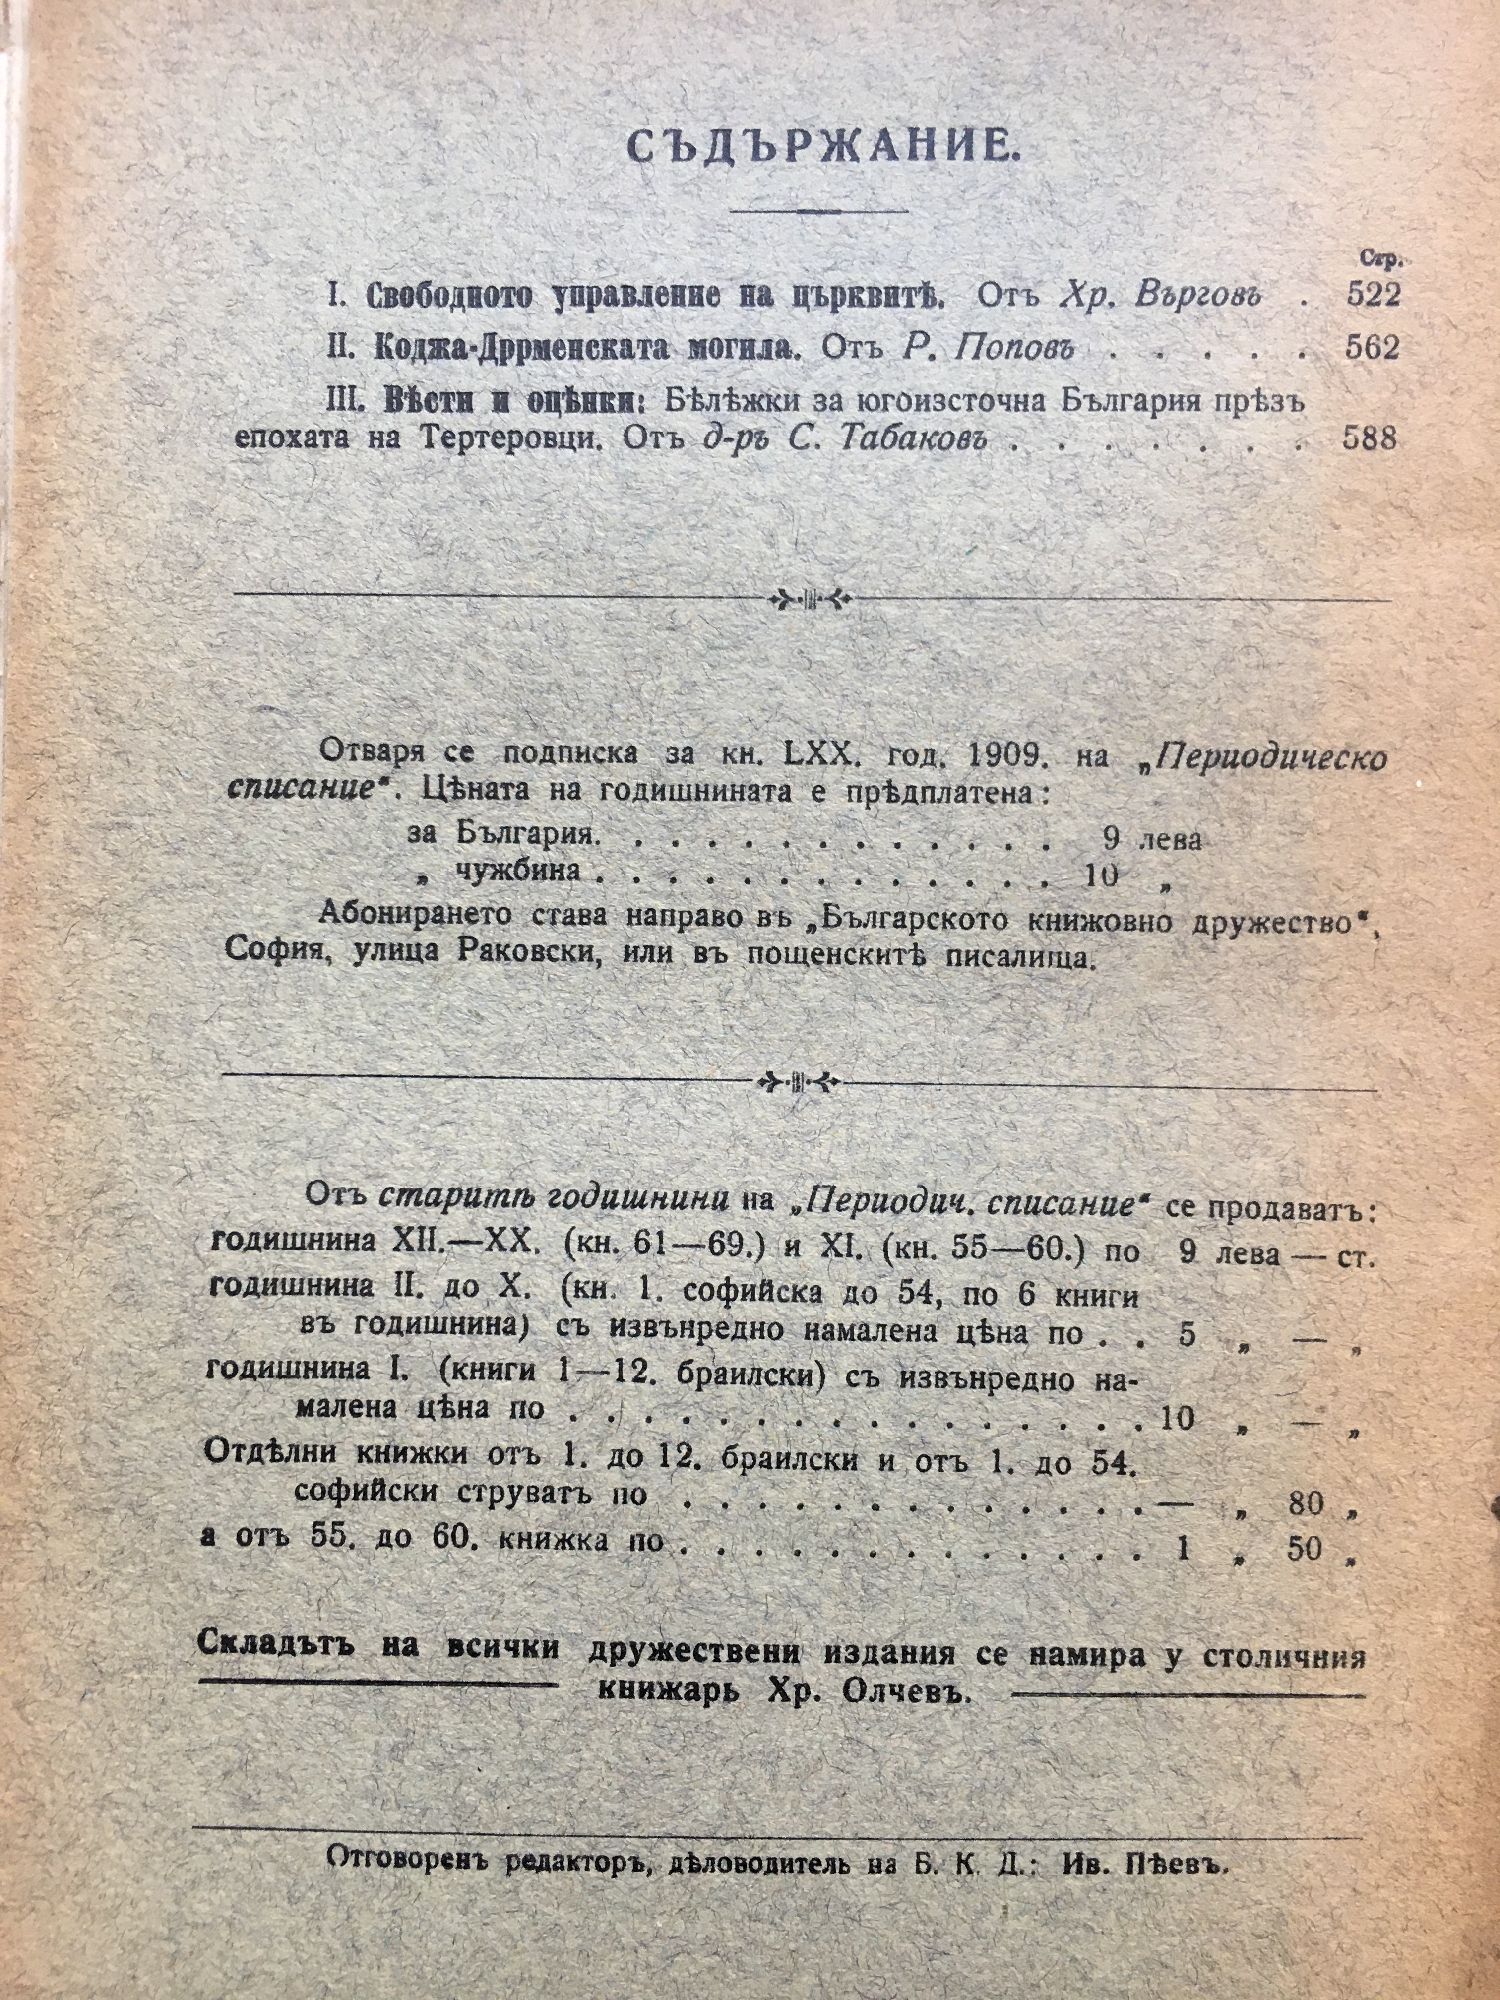 СЪДЪРЖАНИЕ.
Стр.
I. Свободното управление на църквитѣ. Отъ Хр. Върговъ . 522
II. Коджа-Дррменската могила. Отъ Р. Поповъ . . . . . 562
III. Вѣсти и оцѣнки: Бѣлѣжки за югоизсточна България прѣзъ
епохата на Тертеровци. Отъ д-ръ С. Табаковъ . . . . . . . 588
Отваря се подписка за кн. LXX. год. 1909. на „Периодическо
списание“. Цѣната на годишнината е прѣдплатена:
за България. . . . . . . . . . . . . 9 лева
„ чужбина . . . . . . . . . . . . . 10 „
Абонирането става направо въ „Българското книжовно дружество“,
София, улица Раковски, или въ пощенскитѣ писалища.
Отъ старитѣ годишнини на „Периодич. списание“ се продаватъ:
годишнина XII.—XX. (кн. 61—69.) и XI. (кн. 55—60.) по 9 лева — ст.
годишнина II. до X. (кн. 1. софийска до 54, по 6 книги
въ годишнина) съ извънредно намалена цѣна по . . 5 „ — „
годишнина I. (книги 1—12. браилски) съ извънредно на-
малена цѣна по . . . . . . . . . . . . . . . . 10 „ — „
Отдѣлни книжки отъ 1. до 12. браилски и отъ 1. до 54.
софийски струватъ по . . . . . . . . . . . . . — „ 80 „
а отъ 55. до 60. книжка по . . . . . . . . . . . . . 1 „ 50 „
Складътъ на всички дружествени издания се намира у столичния
книжарь Хр. Олчевъ.
Отговоренъ редакторъ, дѣловодитель на Б. К. Д.: Ив. Пѣевъ.